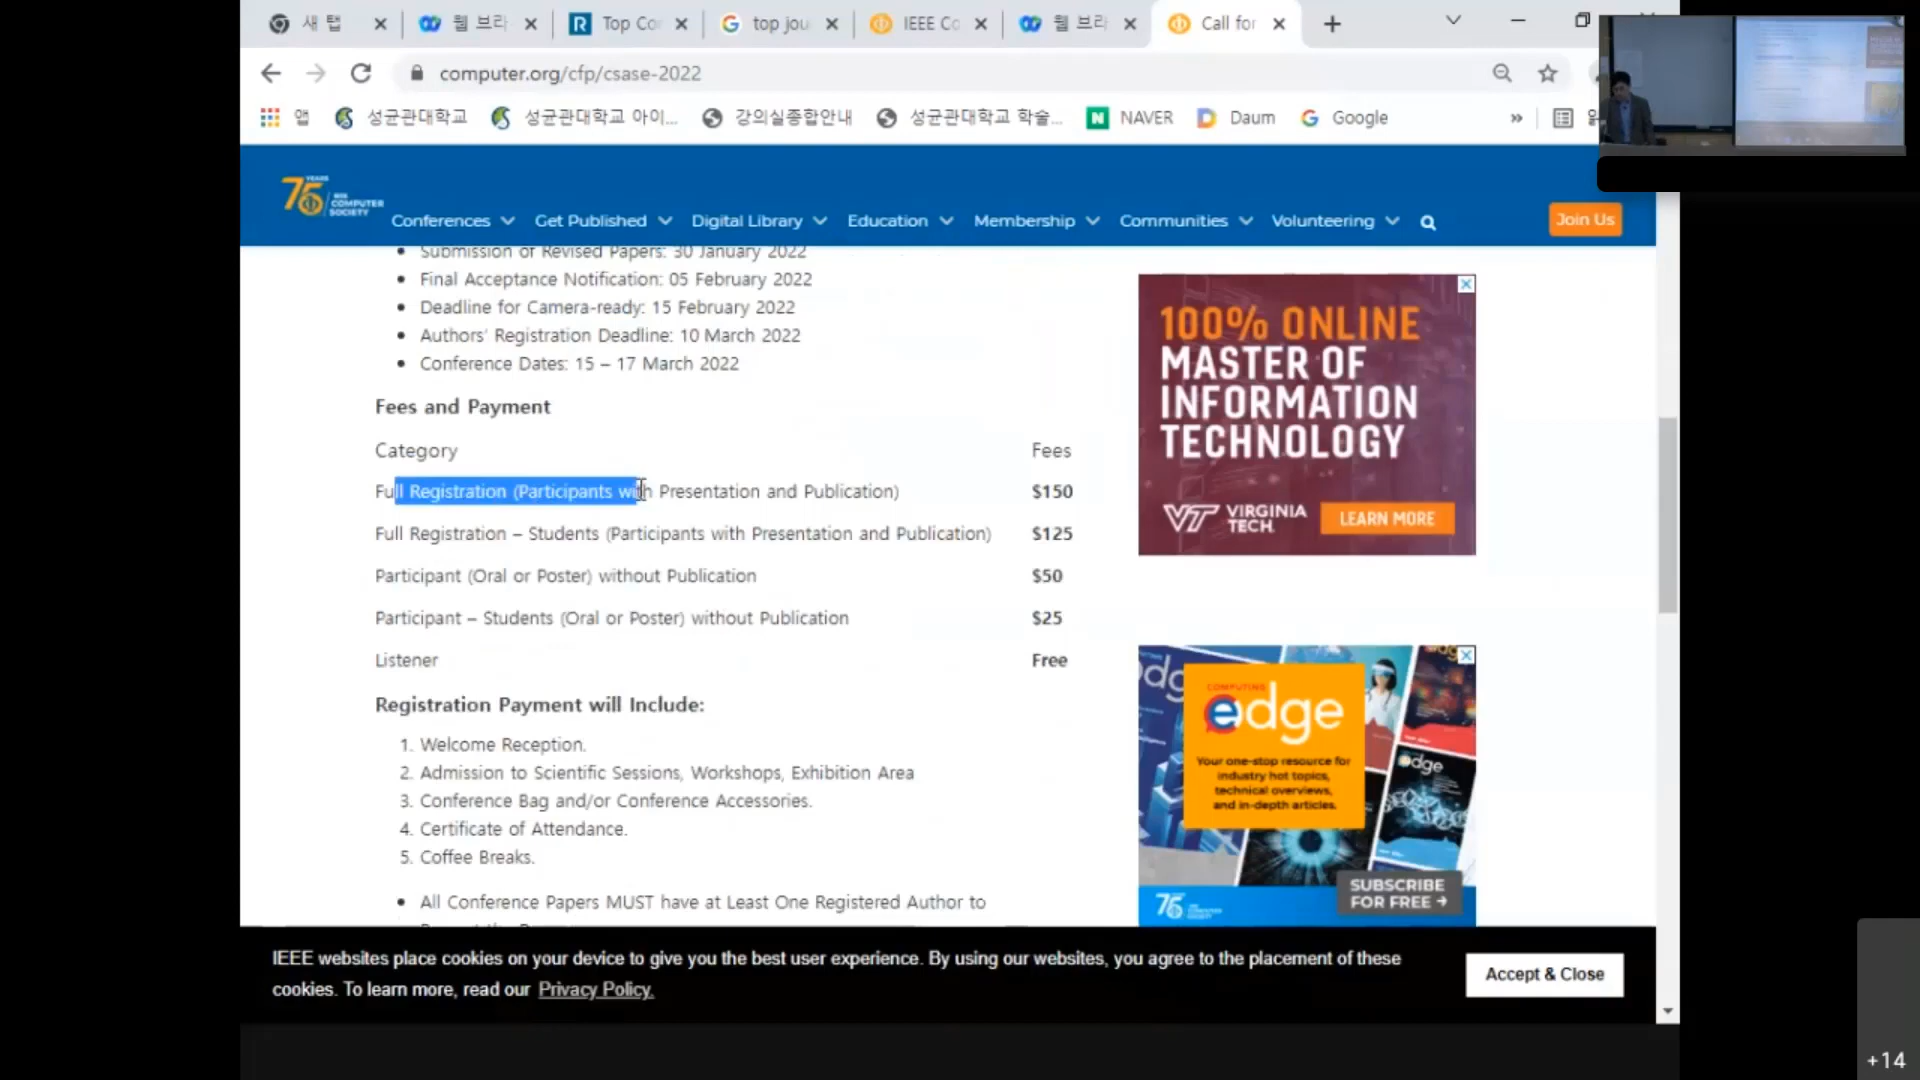 새 탭
웹 브라
Top Cor
top jou
IEEE Co
웹 브라
Call for
computer.org/cfp/csase-2022
앱
성균관대학교
성균관대학교 아이...
강의실종합안내
성균관대학교 학술...
NAVER
Daum
Google
»
75 YEARS
IEEE COMPUTER SOCIETY
Conferences
Get Published
Digital Library
Education
Membership
Communities
Volunteering
Join Us
Submission of Revised Papers: 30 January 2022
Final Acceptance Notification: 05 February 2022
Deadline for Camera-ready: 15 February 2022
Authors' Registration Deadline: 10 March 2022
Conference Dates: 15 – 17 March 2022
Fees and Payment
Category Fees
Full Registration (Participants with Presentation and Publication) $150
Full Registration – Students (Participants with Presentation and Publication) $125
Participant (Oral or Poster) without Publication $50
Participant – Students (Oral or Poster) without Publication $25
Listener Free
Registration Payment will Include:
1. Welcome Reception.
2. Admission to Scientific Sessions, Workshops, Exhibition Area
3. Conference Bag and/or Conference Accessories.
4. Certificate of Attendance.
5. Coffee Breaks.
All Conference Papers MUST have at Least One Registered Author to
100% ONLINE
MASTER OF
INFORMATION
TECHNOLOGY
VT VIRGINIA TECH
LEARN MORE
COMPUTING
edge
Your one-stop resource for
industry hot topics,
technical overviews,
and in-depth articles.
75
SUBSCRIBE
FOR FREE →
IEEE websites place cookies on your device to give you the best user experience. By using our websites, you agree to the placement of these
cookies. To learn more, read our Privacy Policy.
Accept & Close
+14